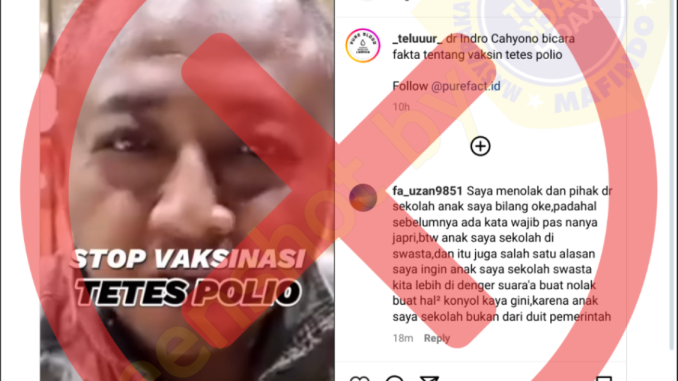 STOP VAKSINASI
TETES POLIO
_teluuur_ dr Indro Cahyono bicara
fakta tentang vaksin tetes polio
Follow @purefact.id
10h
fa_uzan9851 Saya menolak dan pihak dr
sekolah anak saya bilang oke,padahal
sebelumnya ada kata wajib pas nanya
japri,btw anak saya sekolah di
swasta,dan itu juga salah satu alasan
saya ingin anak saya sekolah swasta
kita lebih di denger suara'a buat nolak
buat hal² konyol kaya gini,karena anak
saya sekolah bukan dari duit pemerintah
18m Reply
PURE BLOOD
MAFINDO